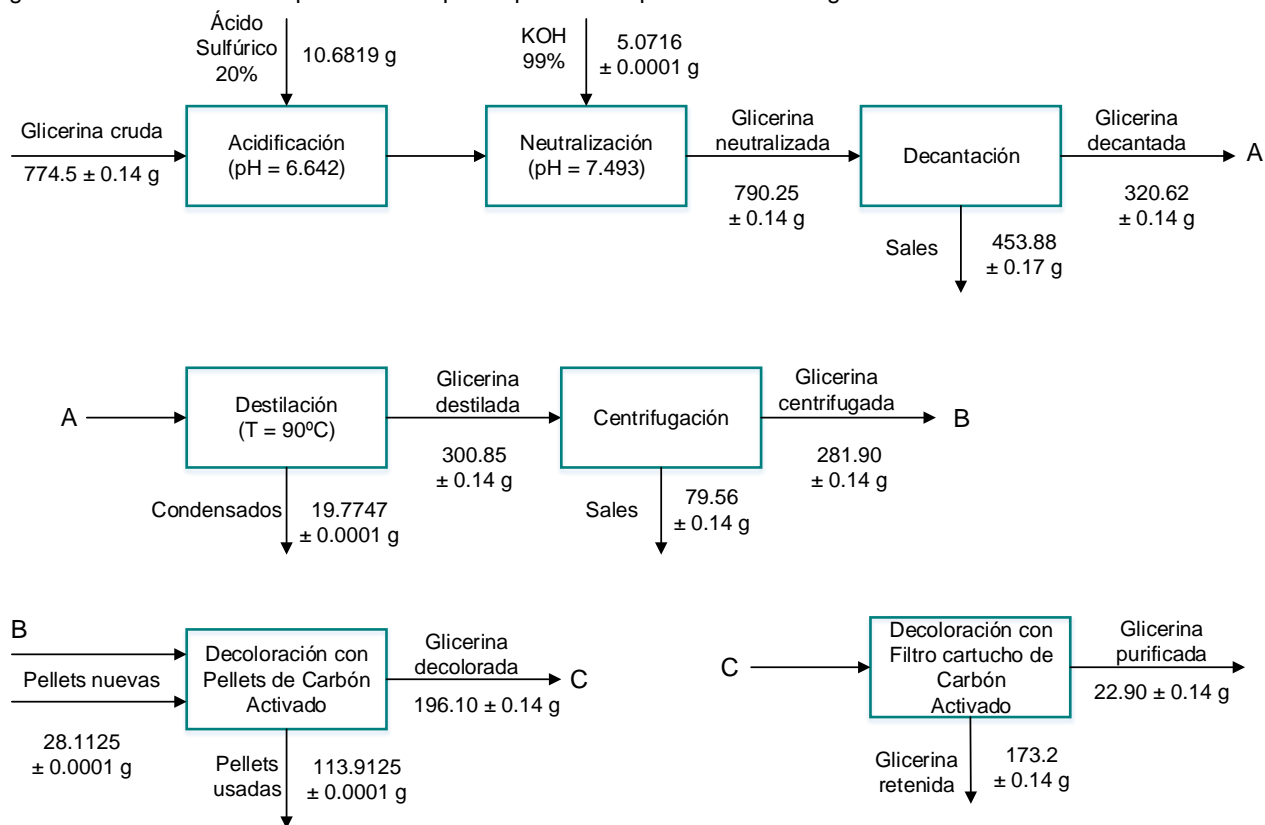 Ácido
Sulfúrico
20%
10.6819 g
KOH
99%
5.0716
± 0.0001 g
Glicerina cruda
774.5 ± 0.14 g
Acidificación
(pH = 6.642)
Neutralización
(pH = 7.493)
Glicerina
neutralizada
790.25
± 0.14 g
Decantación
Glicerina
decantada
320.62
± 0.14 g
A
Sales
453.88
± 0.17 g
A
Destilación
(T = 90ºC)
Glicerina
destilada
300.85
± 0.14 g
Centrifugación
Glicerina
centrifugada
281.90
± 0.14 g
B
Condensados
19.7747
± 0.0001 g
Sales
79.56
± 0.14 g
B
Pellets nuevas
28.1125
± 0.0001 g
Decoloración con
Pellets de Carbón
Activado
Glicerina
decolorada
196.10 ± 0.14 g
C
Pellets
usadas
113.9125
± 0.0001 g
C
Decoloración con
Filtro cartucho de
Carbón
Activado
Glicerina
purificada
22.90 ± 0.14 g
Glicerina
retenida
173.2
± 0.14 g